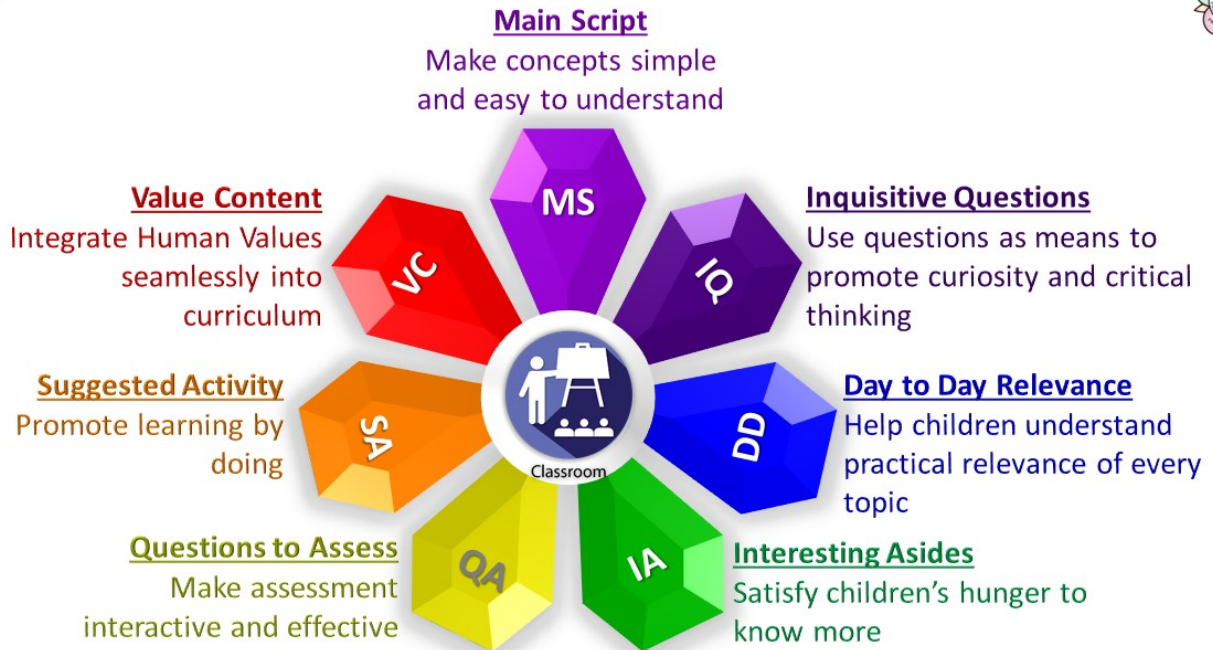 Main Script
Make concepts simple
and easy to understand
MS
Inquisitive Questions
Use questions as means to
promote curiosity and critical
thinking
IQ
Day to Day Relevance
Help children understand
practical relevance of every
topic
DD
Interesting Asides
Satisfy children’s hunger to
know more
IA
Questions to Assess
Make assessment
interactive and effective
QA
Suggested Activity
Promote learning by
doing
SA
Value Content
Integrate Human Values
seamlessly into
curriculum
VC
Classroom